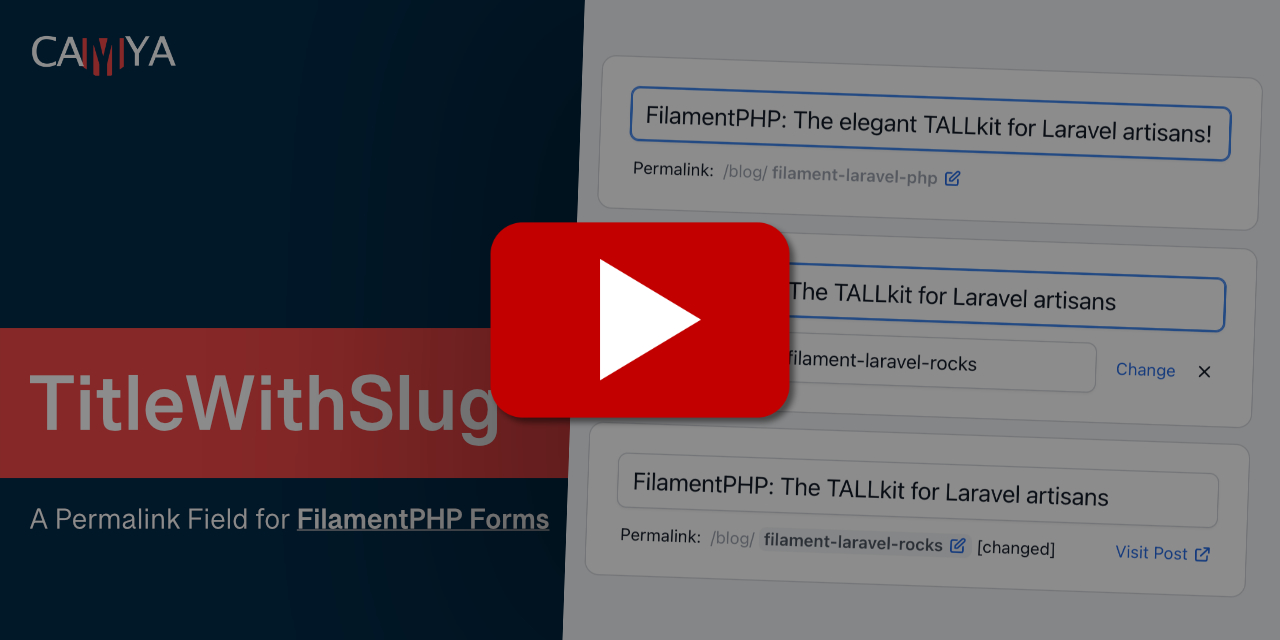 CAMYA
TitleWithSlug
A Permalink Field for FilamentPHP Forms
FilamentPHP: The elegant TALLkit for Laravel artisans!
Permalink: /blog/ filament-laravel-php
The TALLkit for Laravel artisans
filament-laravel-rocks Change ×
FilamentPHP: The TALLkit for Laravel artisans
Permalink: /blog/ filament-laravel-rocks [changed] Visit Post